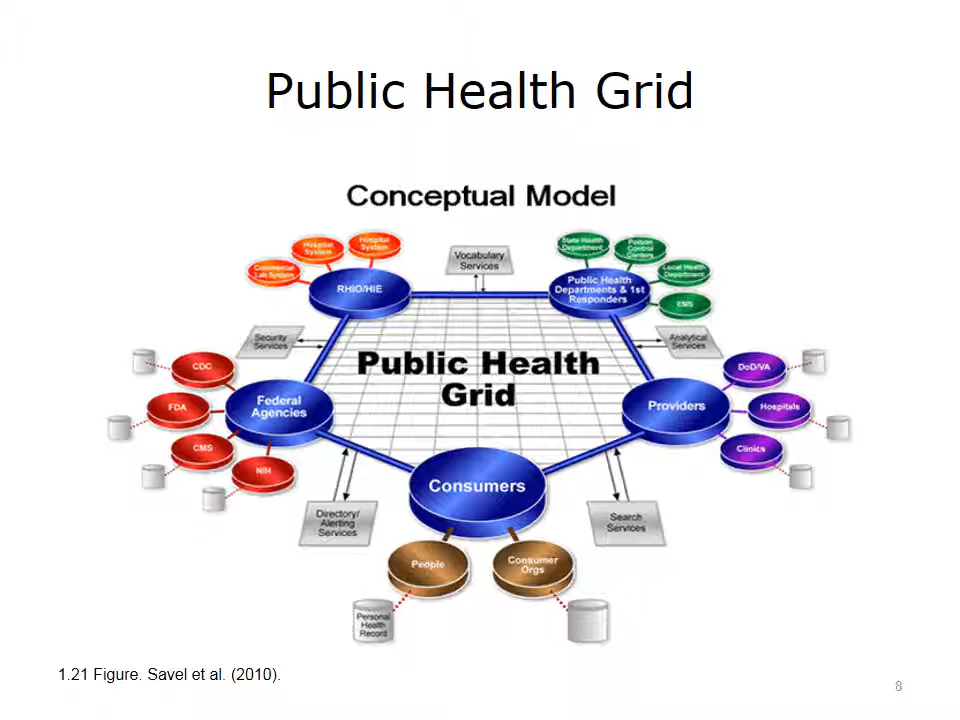 Public Health Grid
Conceptual Model
State Health
Department
Poison
Control
Centers
Hospital
System
Hospital
System
Commercial
Lab System
Vocabulary
Services
Local Health
Department
RHIO/HIE
Public Health
Departments & 1st
Responders
Security
Services
Analytical
Services
Public Health
Grid
CDC
DoD/VA
FDA
Federal
Agencies
Providers
Hospitals
CMS
Clinics
NIH
Consumers
Directory/
Alerting
Services
Search
Services
People
Consumer
Orgs
Personal
Health
Record
1.21 Figure. Savel et al. (2010).
8